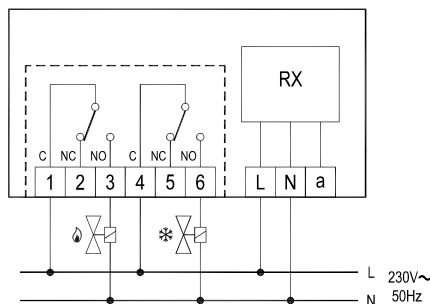 RX
C NC NO C NC NO
1 2 3 4 5 6 L N a
L 230V~
N 50Hz